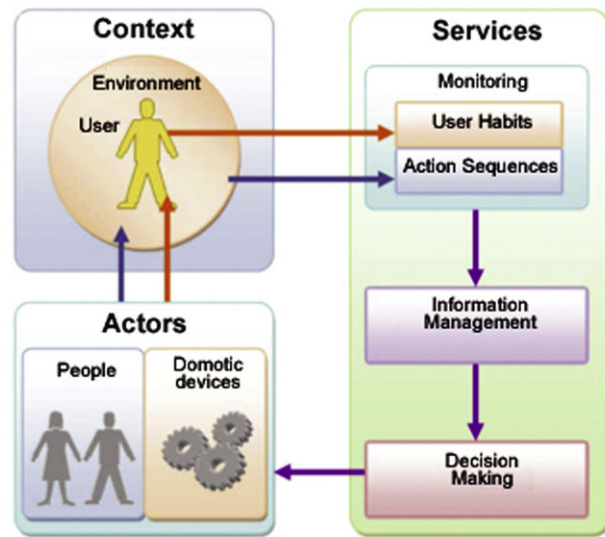 Context
Environment
User
Services
Monitoring
User Habits
Action Sequences
Information
Management
Decision
Making
Actors
People
Domotic
devices